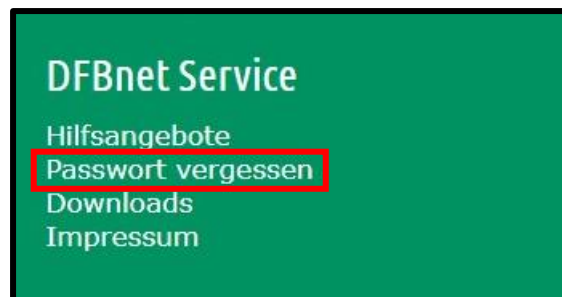 DFBnet Service
Hilfsangebote
Passwort vergessen
Downloads
Impressum